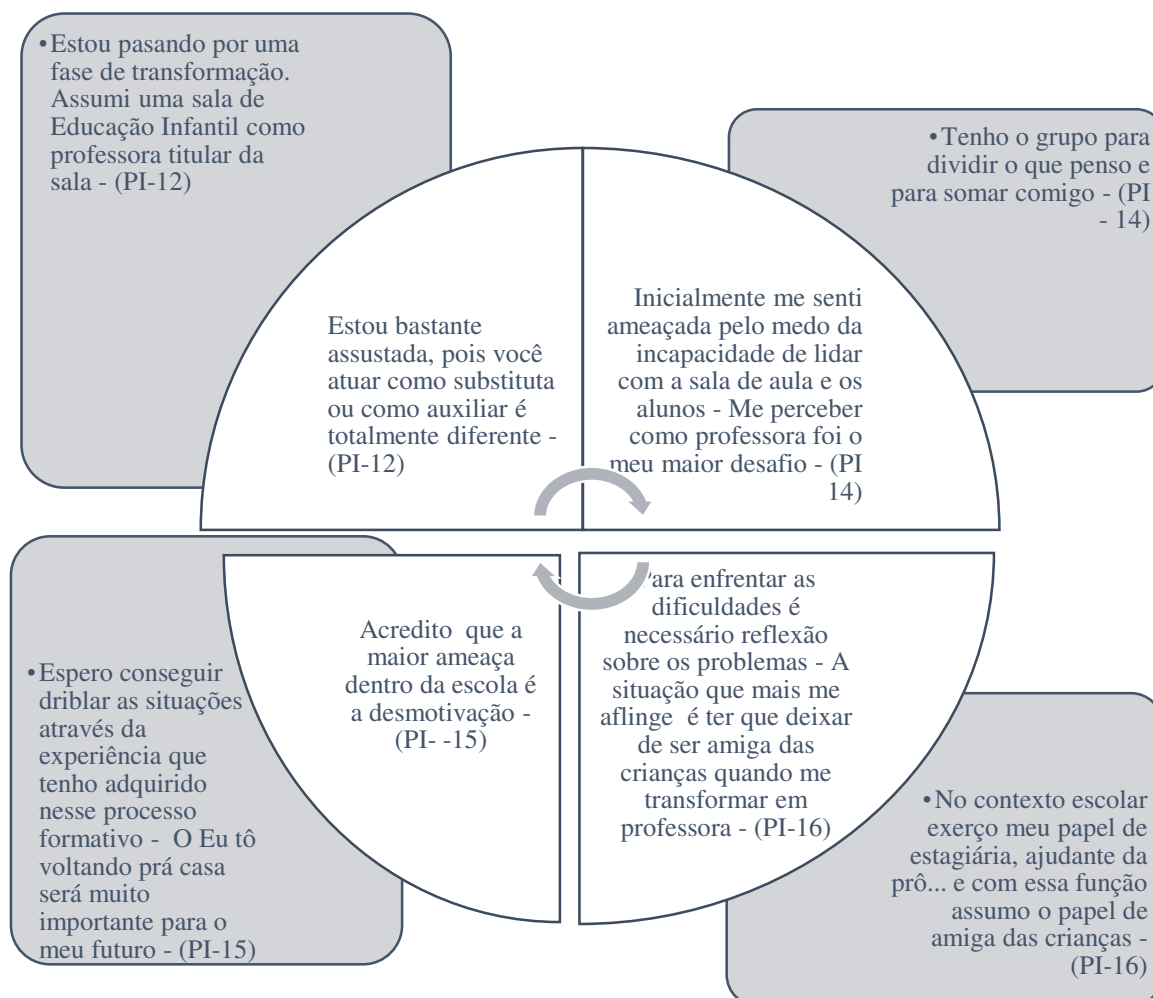 •Estou pasando por uma
fase de transformação.
Assumi uma sala de
Educação Infantil como
professora titular da
sala - (PI-12)
•Tenho o grupo para
dividir o que penso e
para somar comigo - (PI
- 14)
Estou bastante
assustada, pois você
atuar como substituta
ou como auxiliar é
totalmente diferente -
(PI-12)
Inicialmente me senti
ameaçada pelo medo da
incapacidade de lidar
com a sala de aula e os
alunos - Me perceber
como professora foi o
meu maior desafio - (PI
14)
•Espero conseguir
driblar as situações
através da
experiência que
tenho adquirido
nesse processo
formativo - O Eu tô
voltando prá casa
será muito
importante para o
meu futuro - (PI-15)
Acredito que a
maior ameaça
dentro da escola é
a desmotivação -
(PI- -15)
Para enfrentar as
dificuldades é
necessário reflexão
sobre os problemas - A
situação que mais me
aflinge é ter que deixar
de ser amiga das
crianças quando me
transformar em
professora - (PI-16)
•No contexto escolar
exerço meu papel de
estagiária, ajudante da
prô... e com essa função
assumo o papel de
amiga das crianças -
(PI-16)